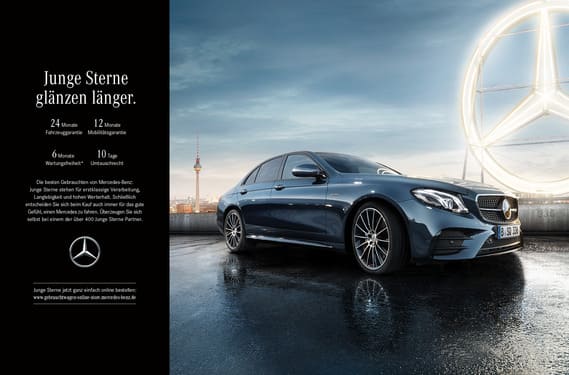 Junge Sterne
glänzen länger.
24 Monate
Fahrzeuggarantie
12 Monate
Mobilitätsgarantie
6 Monate
Wartungsfreiheit*
10 Tage
Umtauschrecht
Die besten Gebrauchten von Mercedes-Benz:
Junge Sterne stehen für erstklassige Verarbeitung,
Langlebigkeit und hohen Werterhalt. Schließlich
entscheiden Sie sich beim Kauf auch immer für das gute
Gefühl, einen Mercedes zu fahren. Überzeugen Sie sich
selbst bei einem der über 400 Junge Sterne Partner.
Junge Sterne jetzt ganz einfach online bestellen:
www.gebrauchtwagen-online-store.mercedes-benz.de